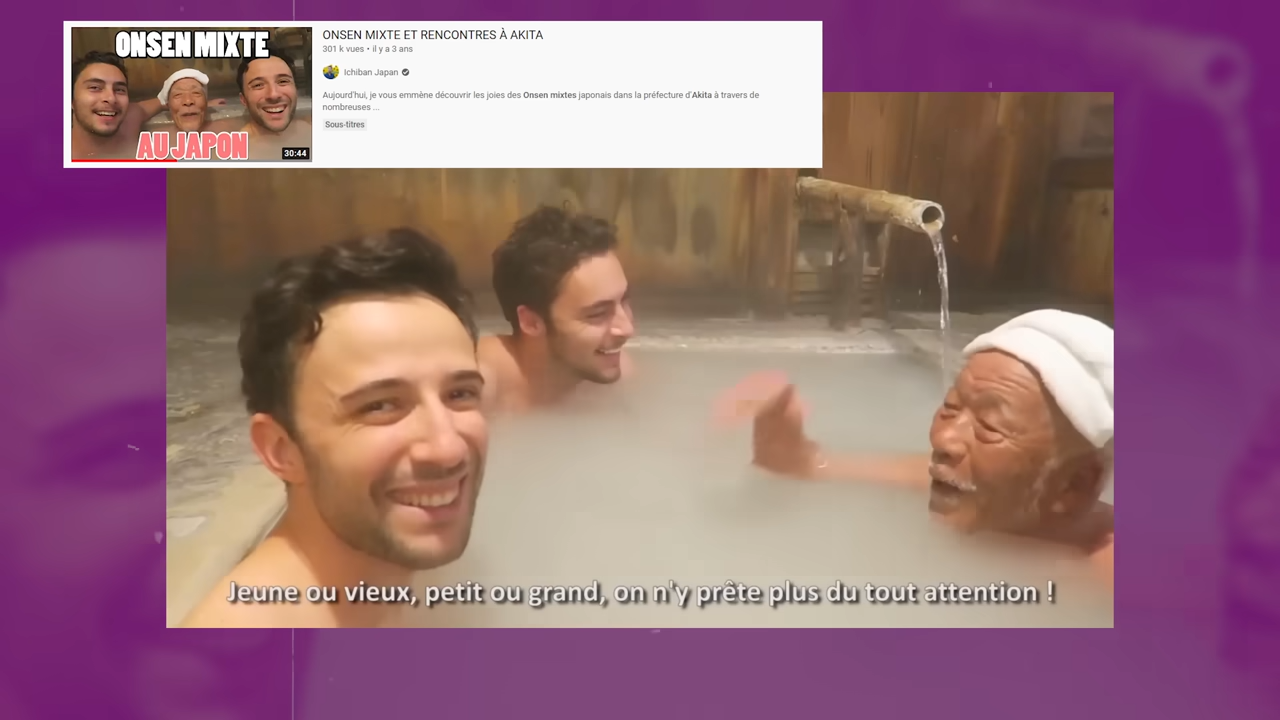 ONSEN MIXTE
AU JAPON
30:44
ONSEN MIXTE ET RENCONTRES À AKITA
301 k vues • il y a 3 ans
Ichiban Japan
Aujourd'hui, je vous emmène découvrir les joies des Onsen mixtes japonais dans la préfecture d'Akita à travers de
nombreuses ...
Sous-titres
Jeune ou vieux, petit ou grand, on n'y prête plus du tout attention !